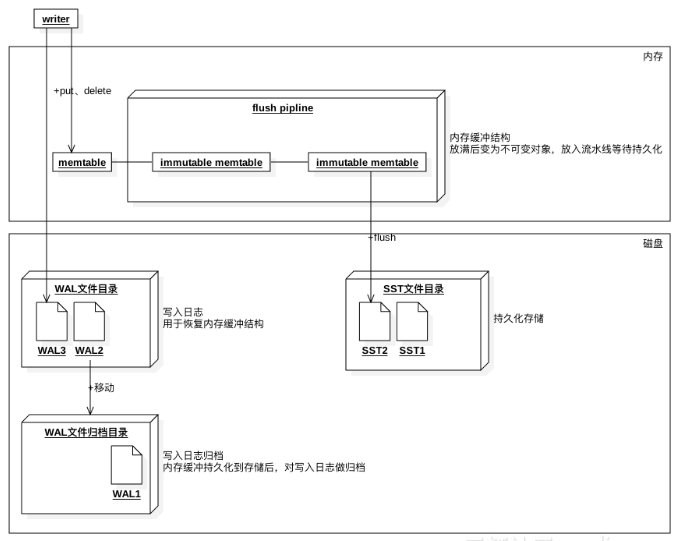 writer
内存
+put、delete
flush pipline
内存缓冲结构
放满后变为不可变对象，放入流水线等待持久化
memtable
immutable memtable
immutable memtable
+flush
磁盘
WAL文件目录
SST文件目录
写入日志
用于恢复内存缓冲结构
持久化存储
WAL3
WAL2
SST2
SST1
+移动
WAL文件归档目录
写入日志归档
内存缓冲持久化到存储后，对写入日志做归档
WAL1